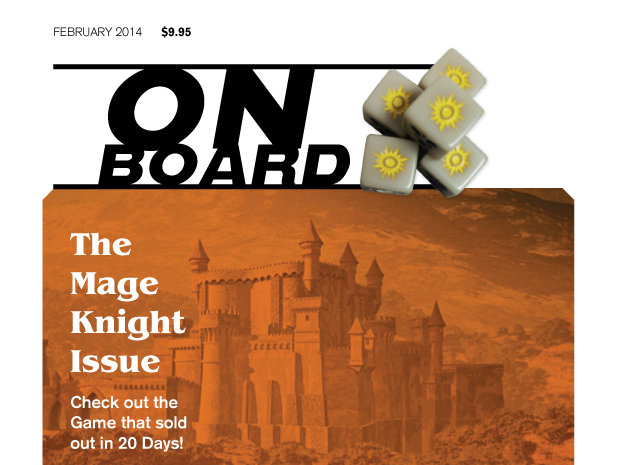 FEBRUARY 2014 $9.95
ON
BOARD
The
Mage
Knight
Issue
Check out the
Game that sold
out in 20 Days!